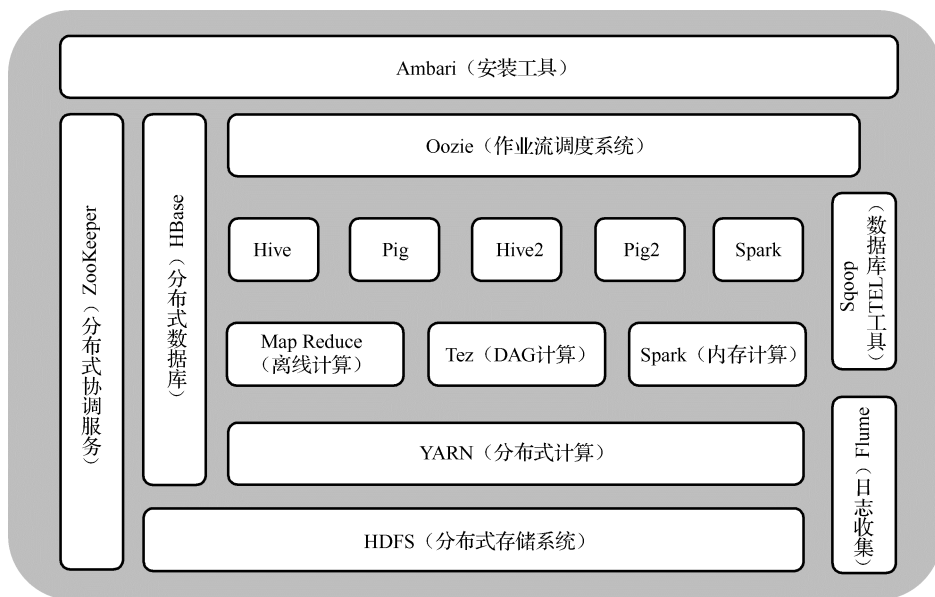 Ambari（安装工具）
Oozie（作业流调度系统）
ZooKeeper（分布式协调服务）
HBase（分布式数据库）
Hive
Pig
Hive2
Pig2
Spark
Sqoop
（数据库TEL工具）
Map Reduce
（离线计算）
Tez（DAG计算）
Spark（内存计算）
YARN（分布式计算）
Flume
（日志收集）
HDFS（分布式存储系统）